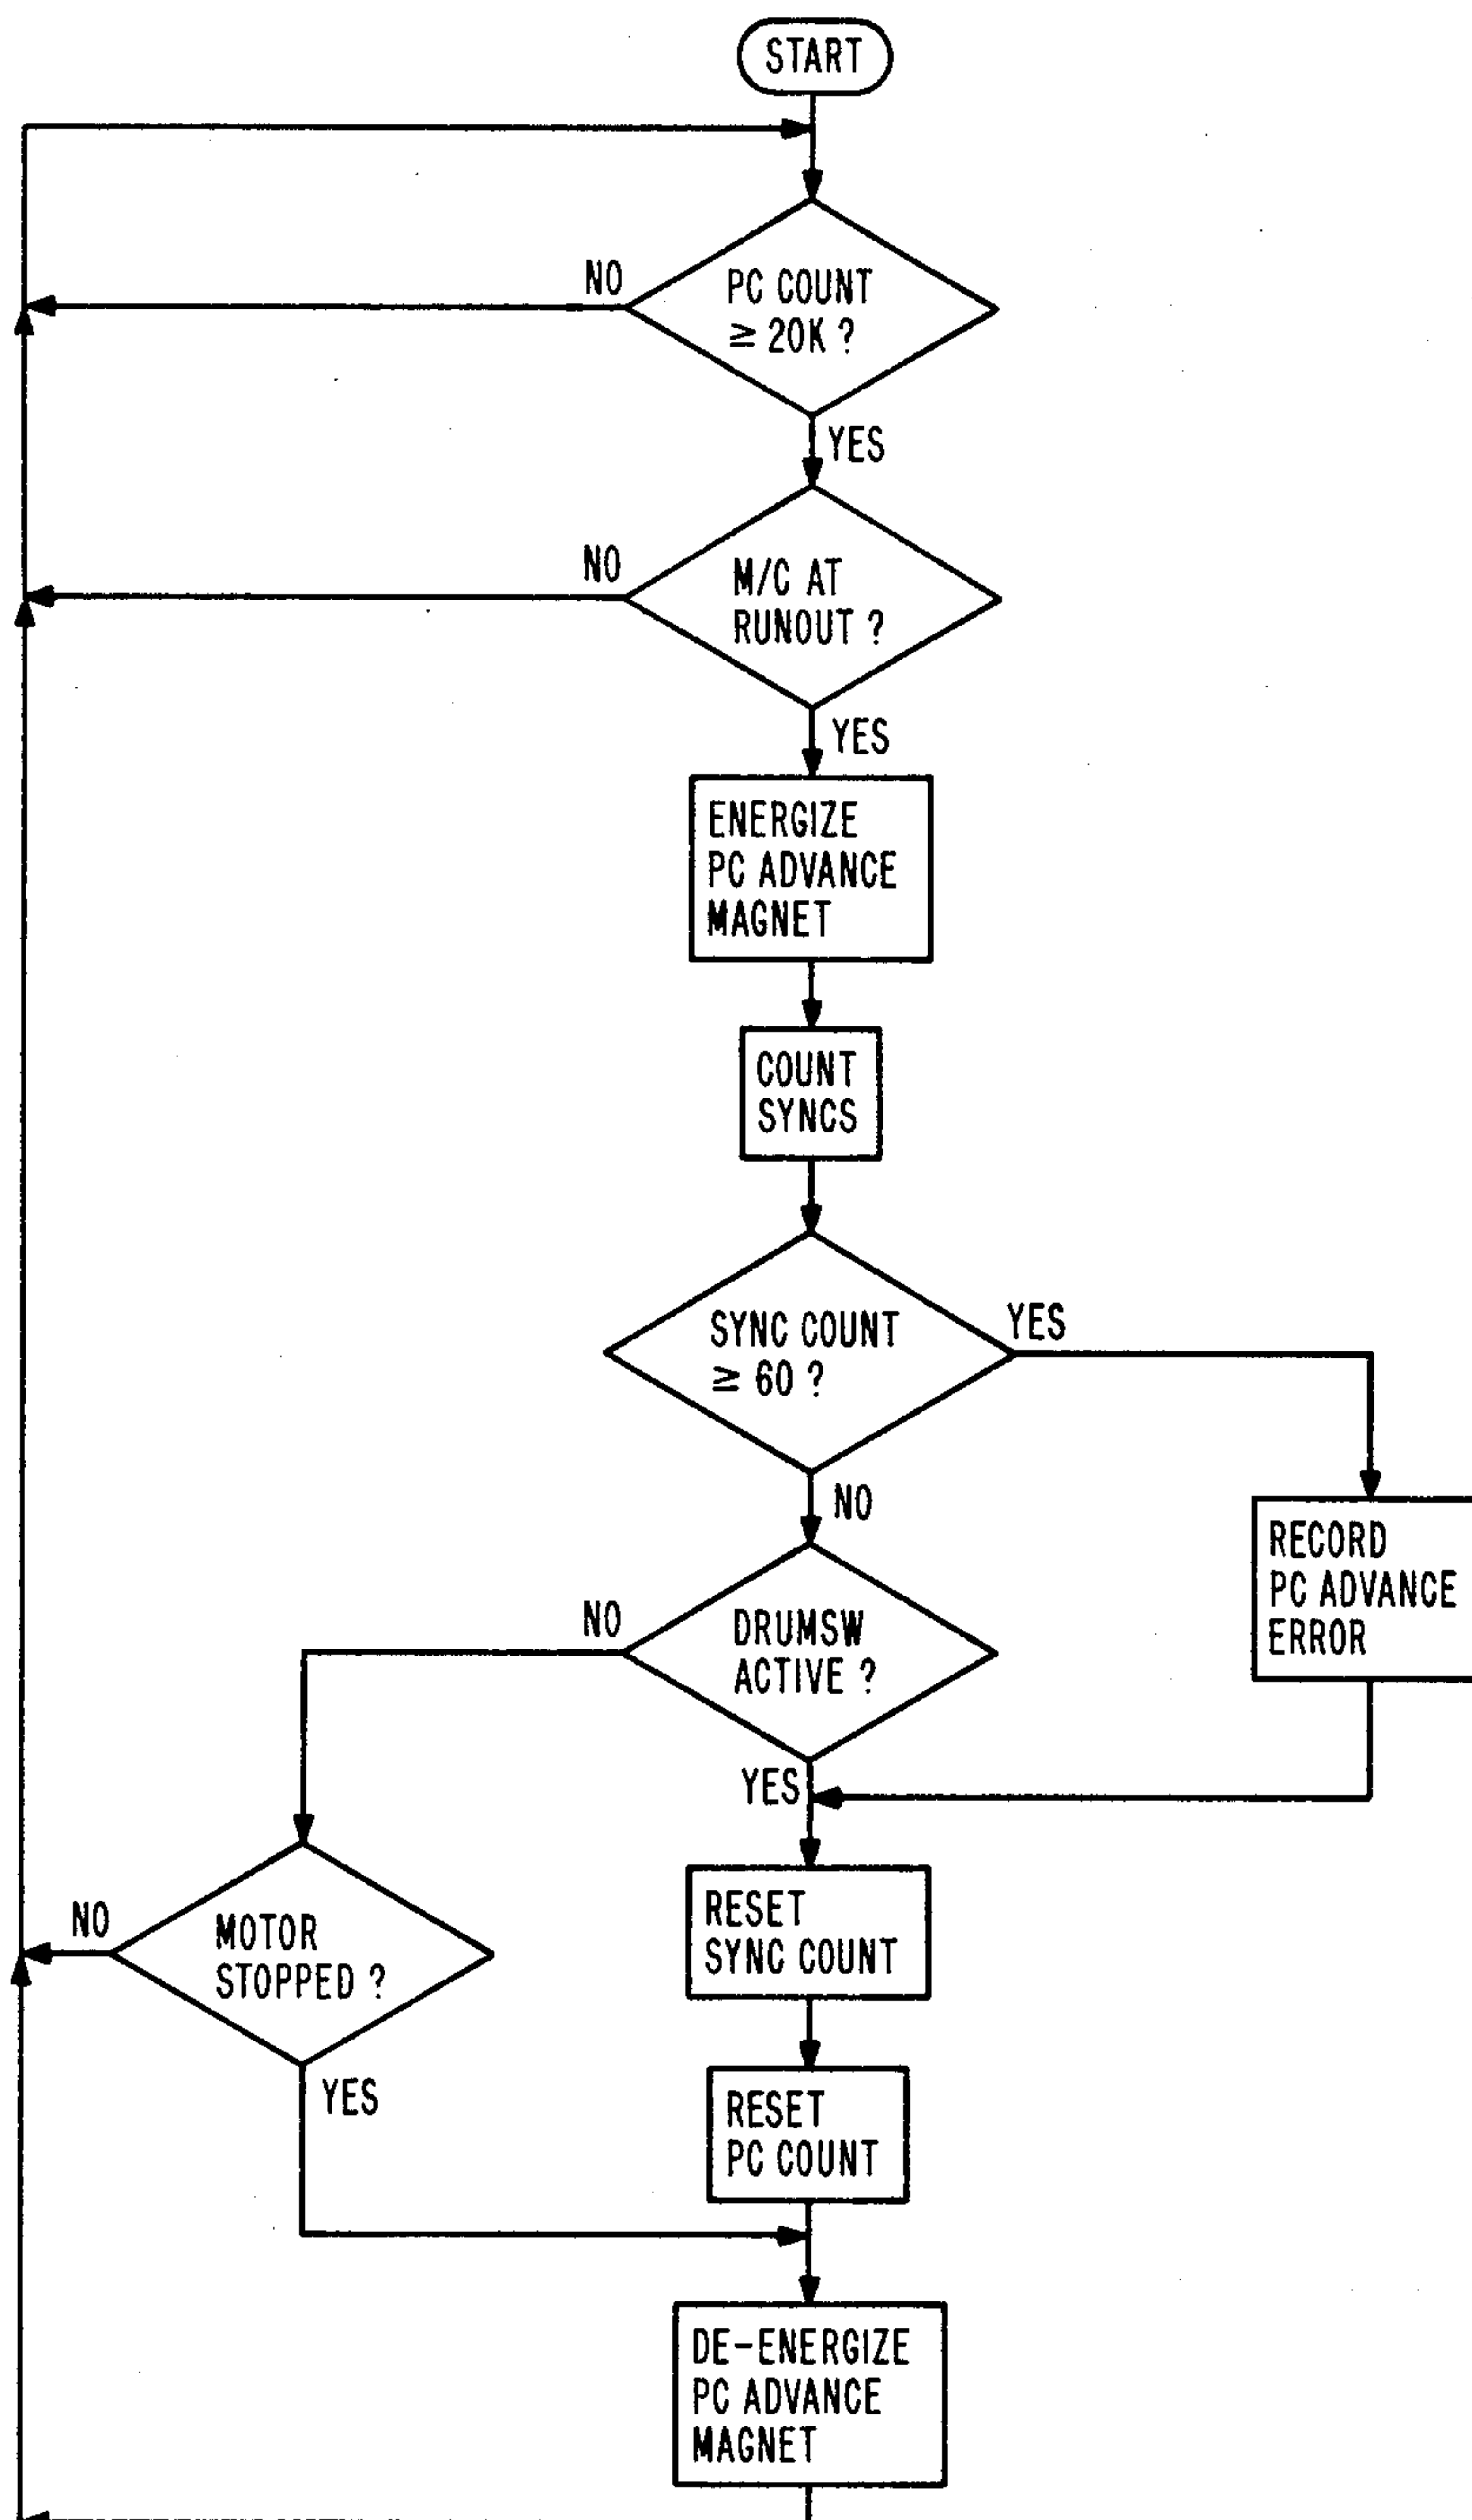 START
NO
PC COUNT
≥ 20K ?
YES
NO
M/C AT
RUNOUT ?
YES
ENERGIZE
PC ADVANCE
MAGNET
COUNT
SYNCS
SYNC COUNT
≥ 60 ?
YES
NO
RECORD
PC ADVANCE
ERROR
NO
DRUMSW
ACTIVE ?
YES
NO
MOTOR
STOPPED ?
YES
RESET
SYNC COUNT
RESET
PC COUNT
DE-ENERGIZE
PC ADVANCE
MAGNET